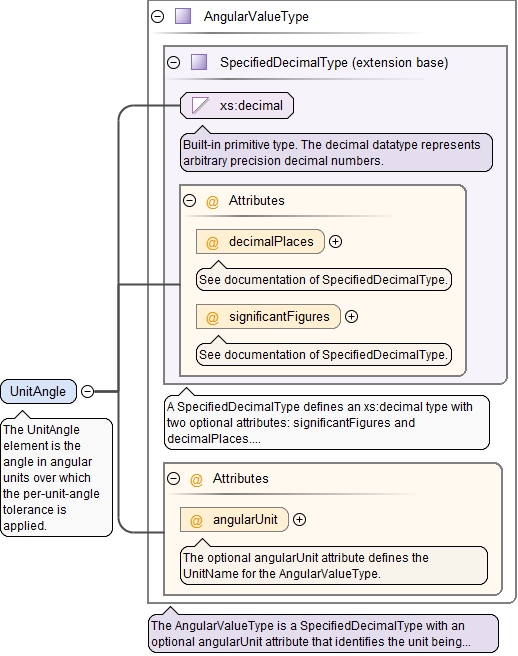 AngularValueType
SpecifiedDecimalType (extension base)
xs:decimal
Built-in primitive type. The decimal datatype represents
arbitrary precision decimal numbers.
@ Attributes
@ decimalPlaces
See documentation of SpecifiedDecimalType.
@ significantFigures
See documentation of SpecifiedDecimalType.
UnitAngle
The UnitAngle
element is the
angle in angular
units over which
the per-unit-angle
tolerance is
applied.
A SpecifiedDecimalType defines an xs:decimal type with
two optional attributes: significantFigures and
decimalPlaces....
@ Attributes
@ angularUnit
The optional angularUnit attribute defines the
UnitName for the AngularValueType.
The AngularValueType is a SpecifiedDecimalType with an
optional angularUnit attribute that identifies the unit being...